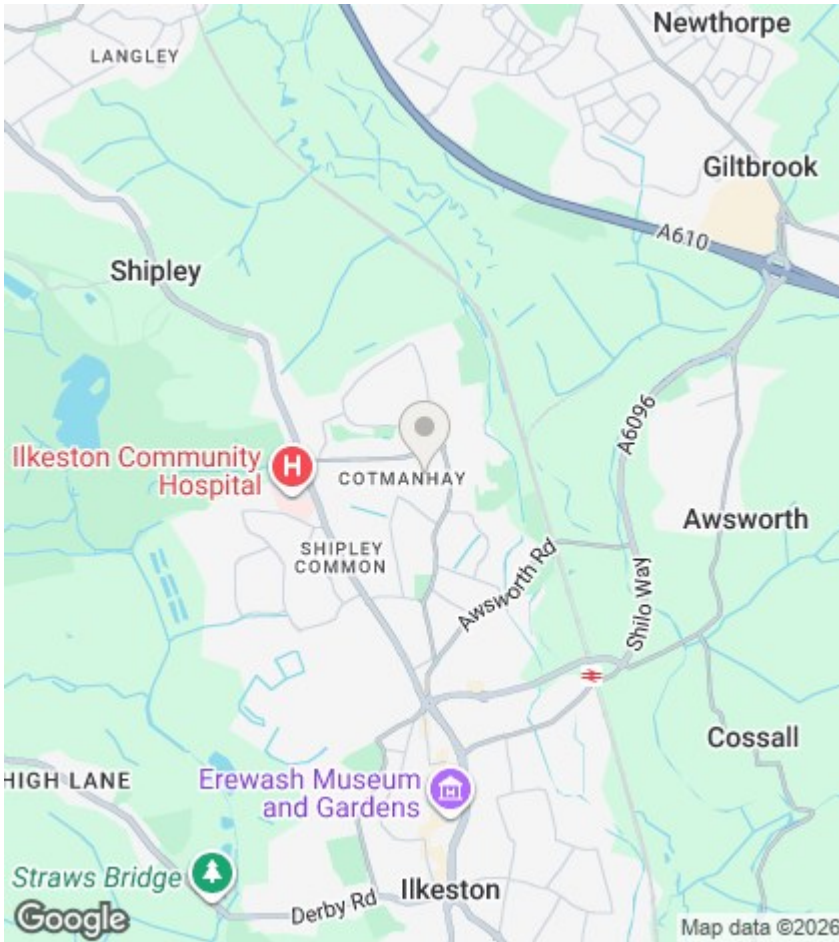 Newthorpe
LANGLEY
Giltbrook
A610
Shipley
A6096
Ilkeston Community
Hospital
H
COTMANHAY
Awsworth
SHIPLEY
COMMON
Awsworth Rd
Shilo Way
Cossall
HIGH LANE
Erewash Museum
and Gardens
Straws Bridge
Ilkeston
Derby Rd
Google
Map data ©2026